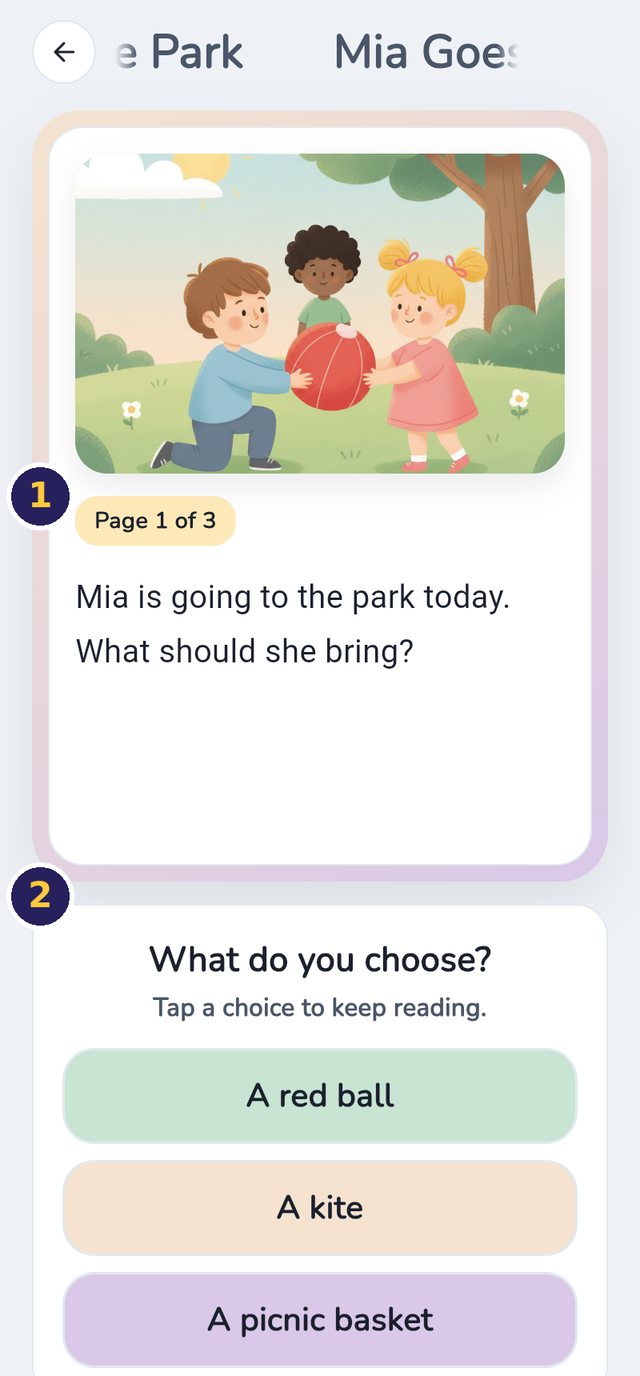 e Park Mia Goes
1
Page 1 of 3
Mia is going to the park today.
What should she bring?
2
What do you choose?
Tap a choice to keep reading.
A red ball
A kite
A picnic basket